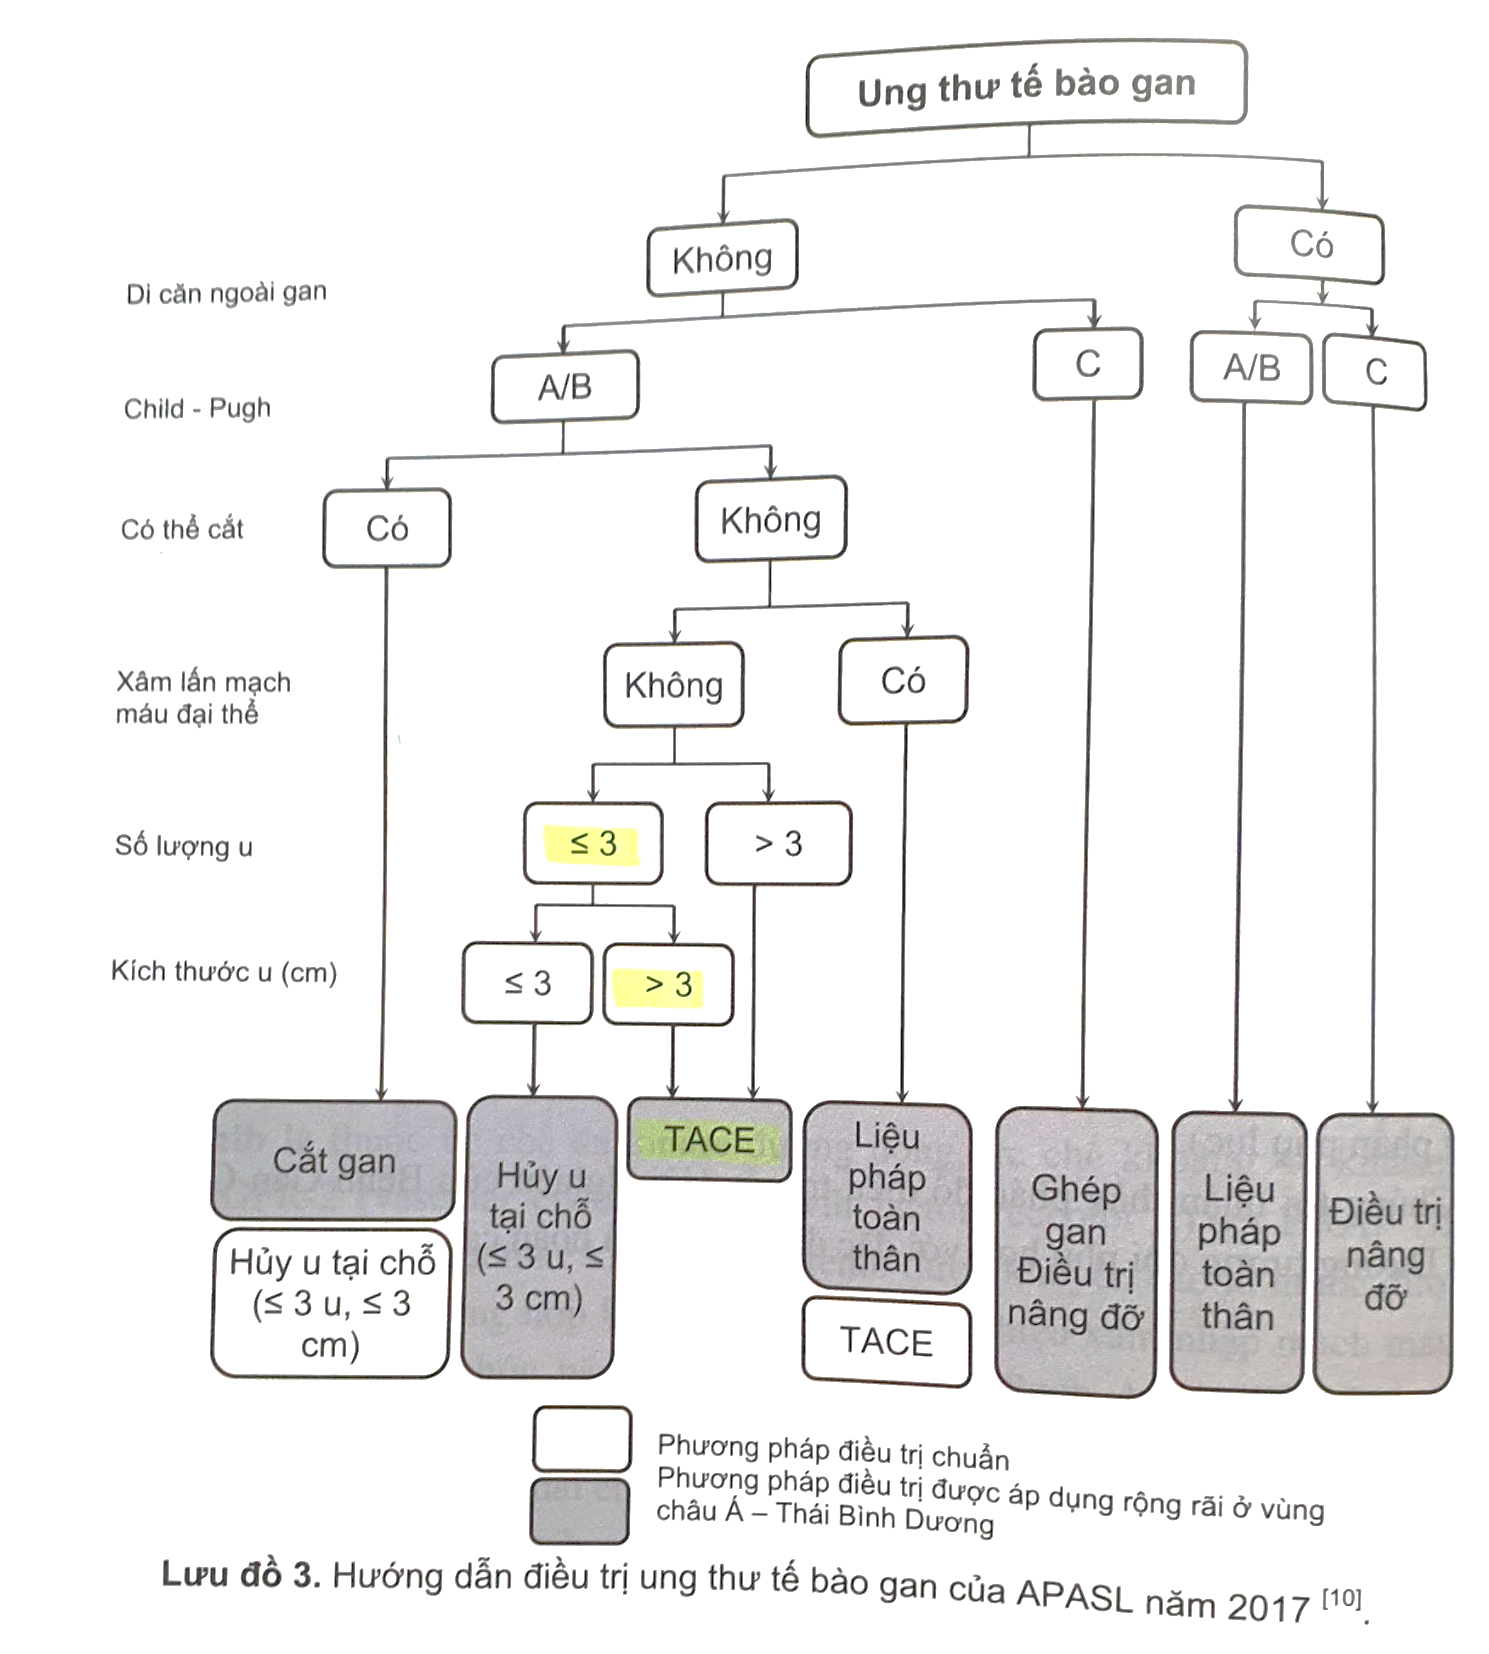 Ung thư tế bào gan
Di căn ngoài gan
Không
Có
Child - Pugh
A/B
C
A/B
C
Có thể cắt
Có
Không
Xâm lấn mạch
máu đại thể
Không
Có
Số lượng u
≤ 3
> 3
Kích thước u (cm)
≤ 3
> 3
Cắt gan
Hủy u tại chỗ
(≤ 3 u, ≤ 3
cm)
Hủy u
tại chỗ
(≤ 3 u, ≤
3 cm)
TACE
Liệu
pháp
toàn
thân
TACE
Ghép
gan
Điều trị
nâng đỡ
Liệu
pháp
toàn
thân
Điều trị
nâng
đỡ
Phương pháp điều trị chuẩn
Phương pháp điều trị được áp dụng rộng rãi ở vùng
châu Á – Thái Bình Dương
Lưu đồ 3. Hướng dẫn điều trị ung thư tế bào gan của APASL năm 2017 [10].